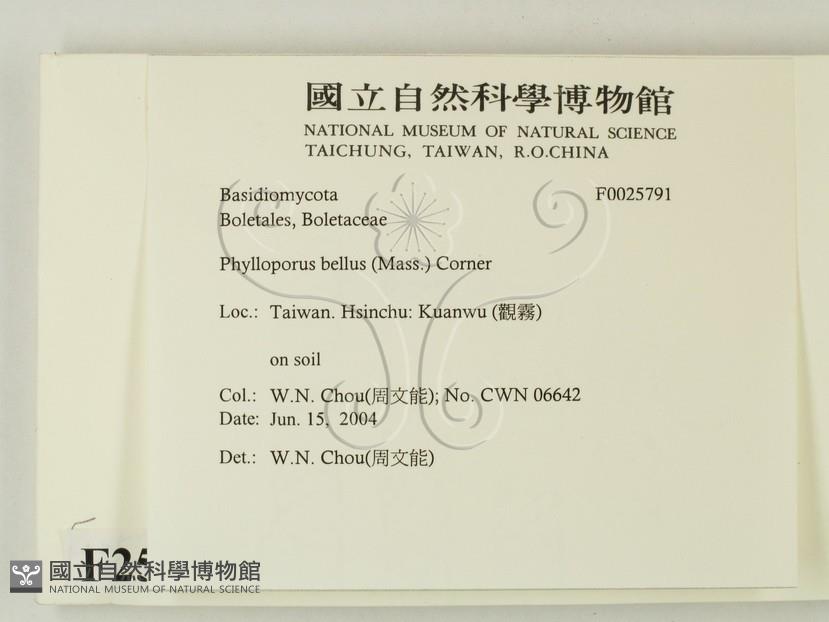 國立自然科學博物館
NATIONAL MUSEUM OF NATURAL SCIENCE
TAICHUNG, TAIWAN, R.O.CHINA
Basidiomycota F0025791
Boletales, Boletaceae
Phylloporus bellus (Mass.) Corner
Loc.: Taiwan. Hsinchu: Kuanwu (觀霧)
on soil
Col.: W.N. Chou(周文能); No. CWN 06642
Date: Jun. 15, 2004
Det.: W.N. Chou(周文能)
F25
國立自然科學博物館
NATIONAL MUSEUM OF NATURAL SCIENCE